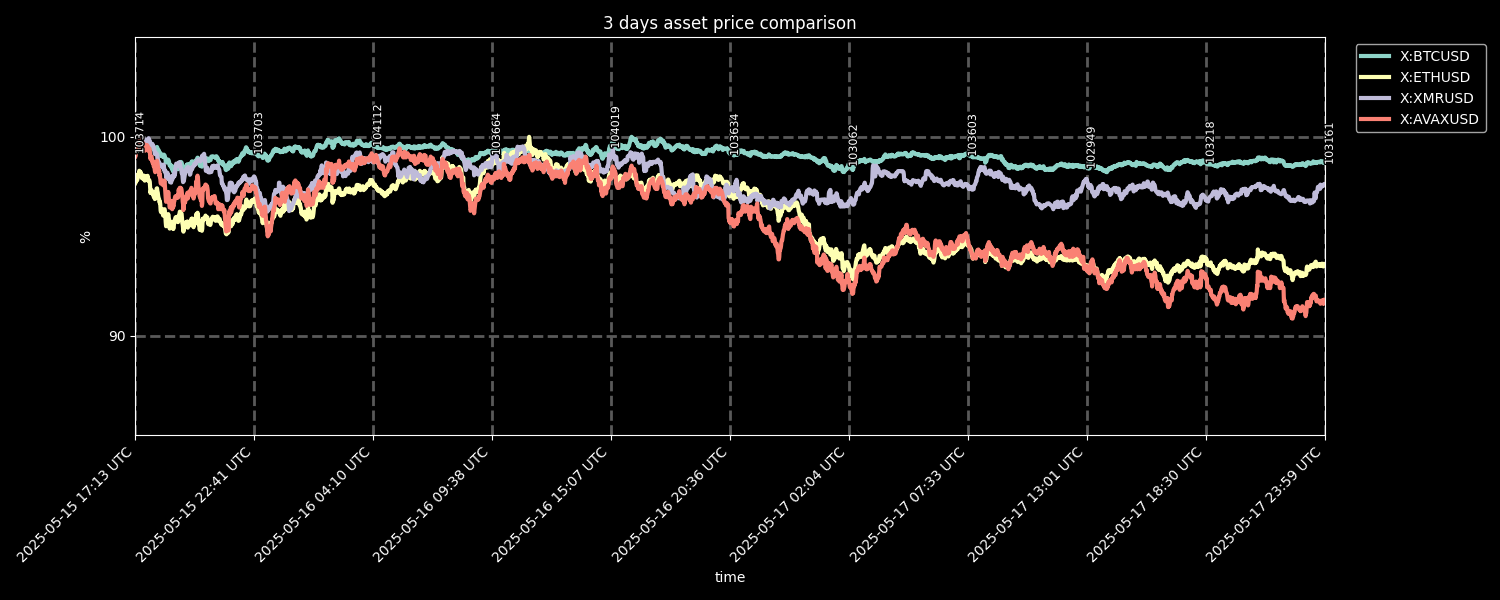 3 days asset price comparison
X:BTCUSD
X:ETHUSD
X:XMRUSD
X:AVAXUSD
103714
103703
104112
103664
104019
103634
103062
103603
102949
103218
103161
100
90
%
2025-05-15 17:13 UTC
2025-05-15 22:41 UTC
2025-05-16 04:10 UTC
2025-05-16 09:38 UTC
2025-05-16 15:07 UTC
2025-05-16 20:36 UTC
2025-05-17 02:04 UTC
2025-05-17 07:33 UTC
2025-05-17 13:01 UTC
2025-05-17 18:30 UTC
2025-05-17 23:59 UTC
time